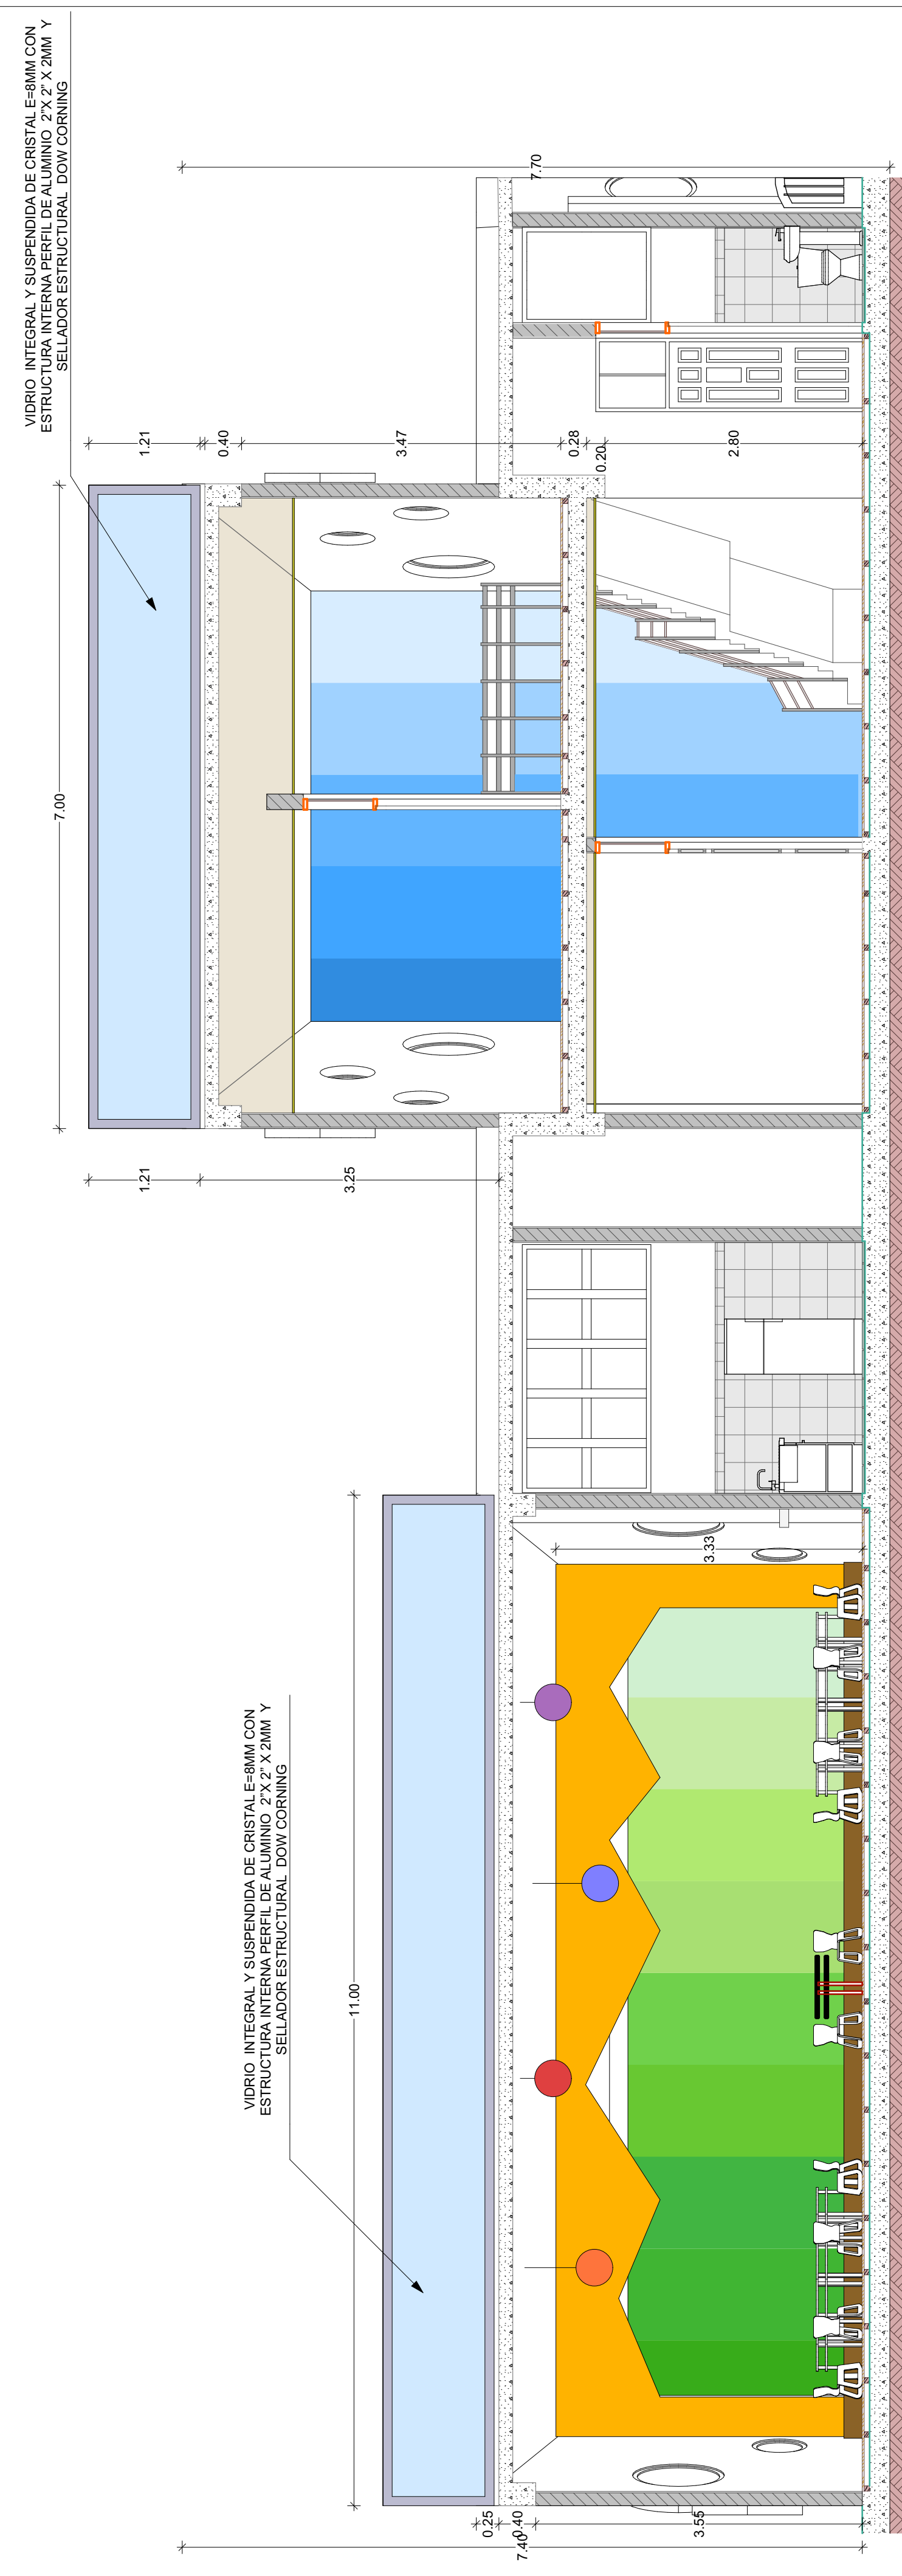 VIDRIO INTEGRAL Y SUSPENDIDA DE CRISTAL E=8MM CON
ESTRUCTURA INTERNA PERFIL DE ALUMINIO 2"X 2" X 2MM Y
SELLADOR ESTRUCTURAL DOW CORNING
7.70
1.21
0.40
3.47
0.28
0.20
2.80
7.00
1.21
3.25
3.33
VIDRIO INTEGRAL Y SUSPENDIDA DE CRISTAL E=8MM CON
ESTRUCTURA INTERNA PERFIL DE ALUMINIO 2"X 2" X 2MM Y
SELLADOR ESTRUCTURAL DOW CORNING
11.00
0.25
0.40
3.55
7.40